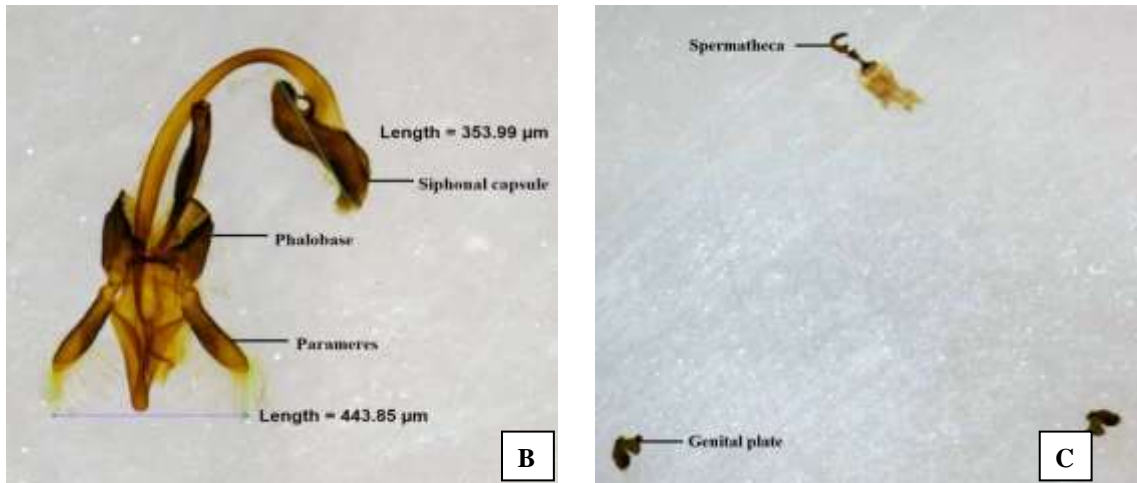 Length = 353.99 µm
Siphonal capsule
Phalobase
Parameres
Length = 443.85 µm
B
Spermatheca
Genital plate
C